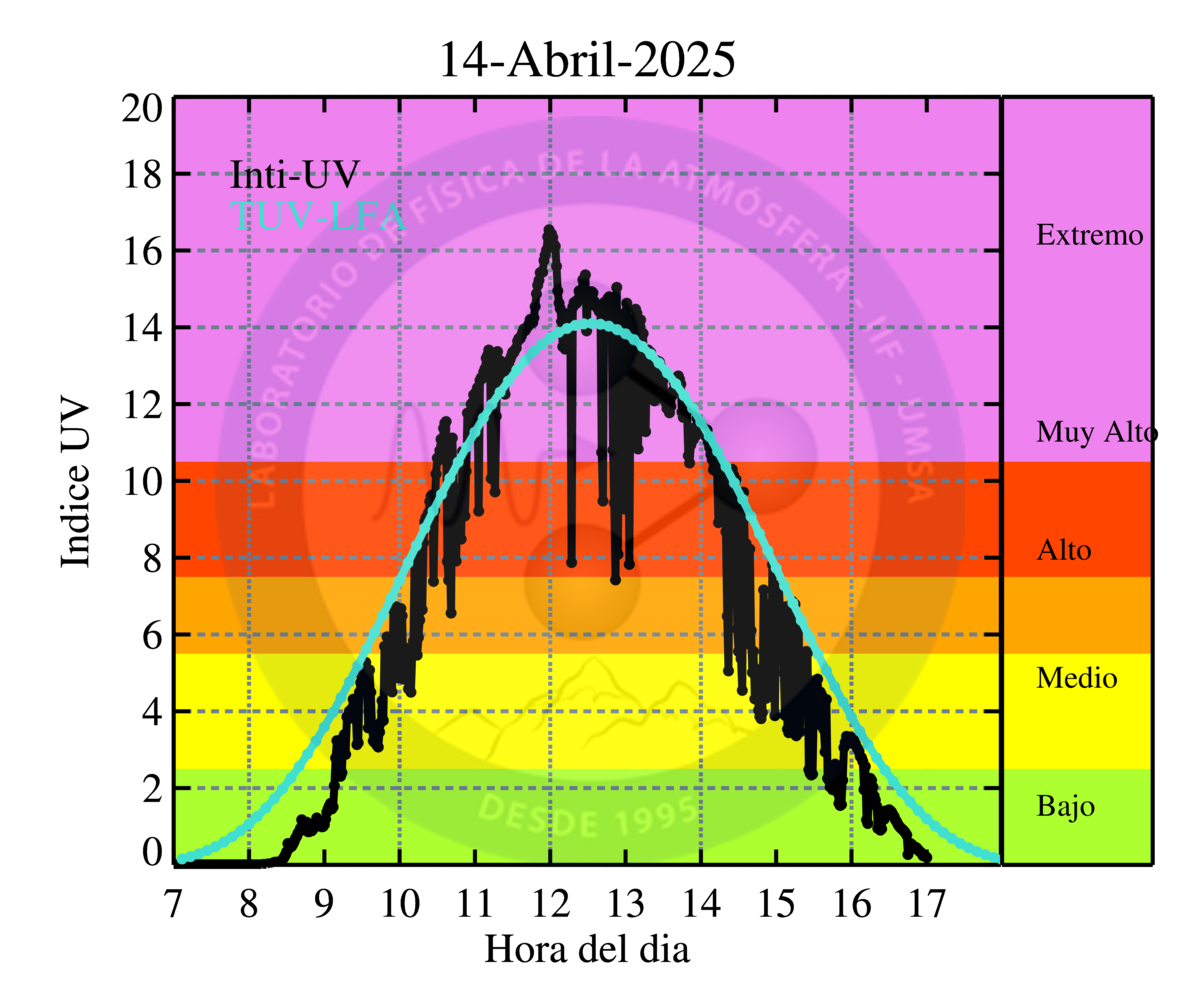 14-Abril-2025
20
18
16
14
12
10
8
6
4
2
0
Indice UV
Inti-UV
TUV-LFA
LABORATORIO DE FÍSICA DE LA ATMÓSFERA - IIF - UMSA
DESDE 1995
Extremo
Muy Alto
Alto
Medio
Bajo
7 8 9 10 11 12 13 14 15 16 17
Hora del dia